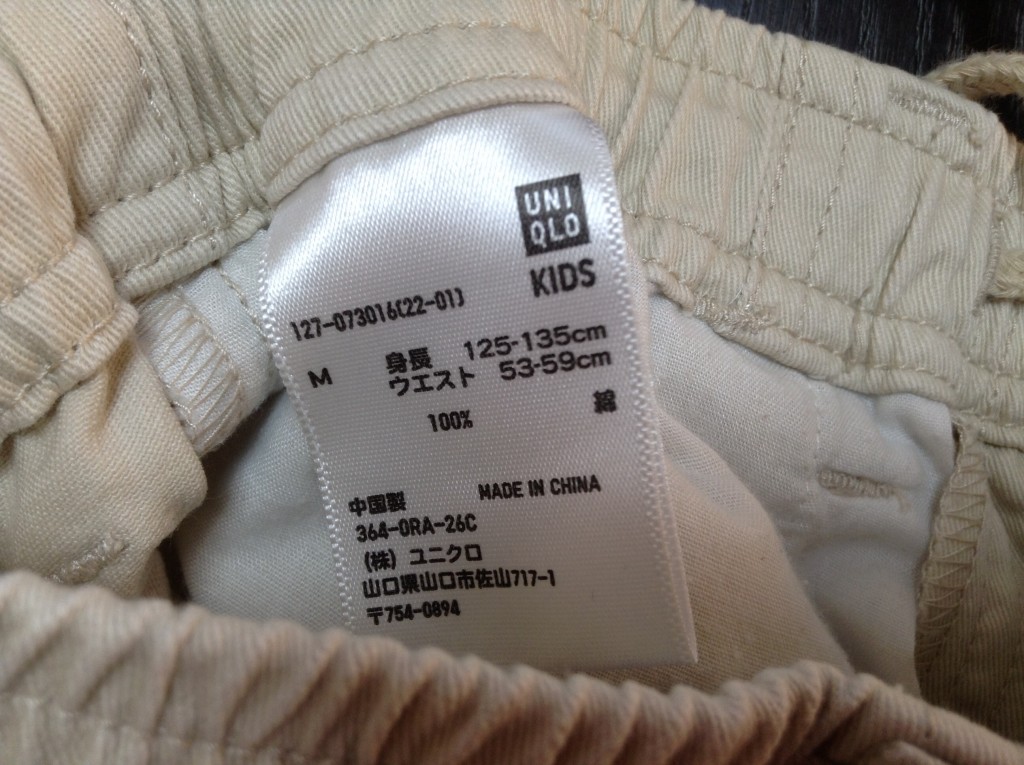 UNI
QLO
KIDS
127-073016(22-01)
M 身長 125-135cm
ウエスト 53-59cm
100% 綿
中国製 MADE IN CHINA
364-0RA-26C
(株) ユニクロ
山口県山口市佐山717-1
〒754-0894